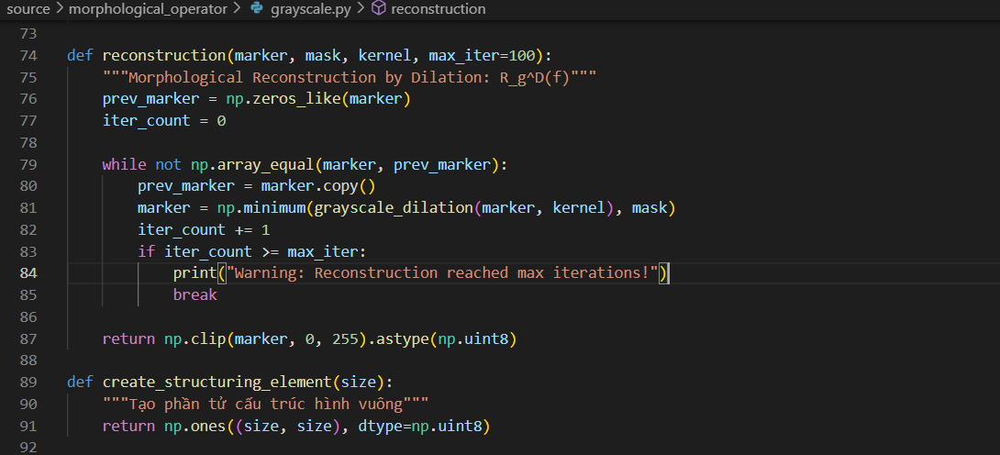 source > morphological_operator > grayscale.py > reconstruction
73
74 def reconstruction(marker, mask, kernel, max_iter=100):
75     """Morphological Reconstruction by Dilation: R_g^D(f)"""
76     prev_marker = np.zeros_like(marker)
77     iter_count = 0
78
79     while not np.array_equal(marker, prev_marker):
80         prev_marker = marker.copy()
81         marker = np.minimum(grayscale_dilation(marker, kernel), mask)
82         iter_count += 1
83         if iter_count >= max_iter:
84             print("Warning: Reconstruction reached max iterations!")
85             break
86
87     return np.clip(marker, 0, 255).astype(np.uint8)
88
89 def create_structuring_element(size):
90     """Tạo phần tử cấu trúc hình vuông"""
91     return np.ones((size, size), dtype=np.uint8)
92